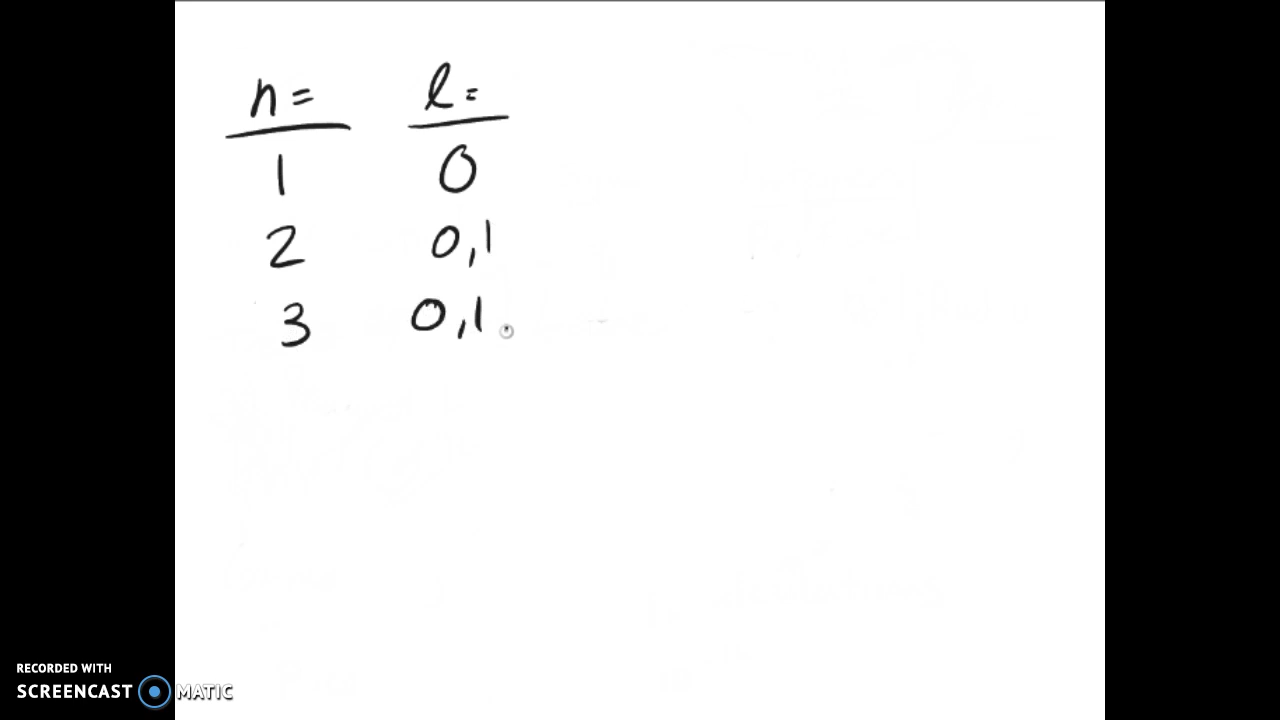 n= l=
1 0
2 0,1
3 0,1
RECORDED WITH
SCREENCAST MATIC